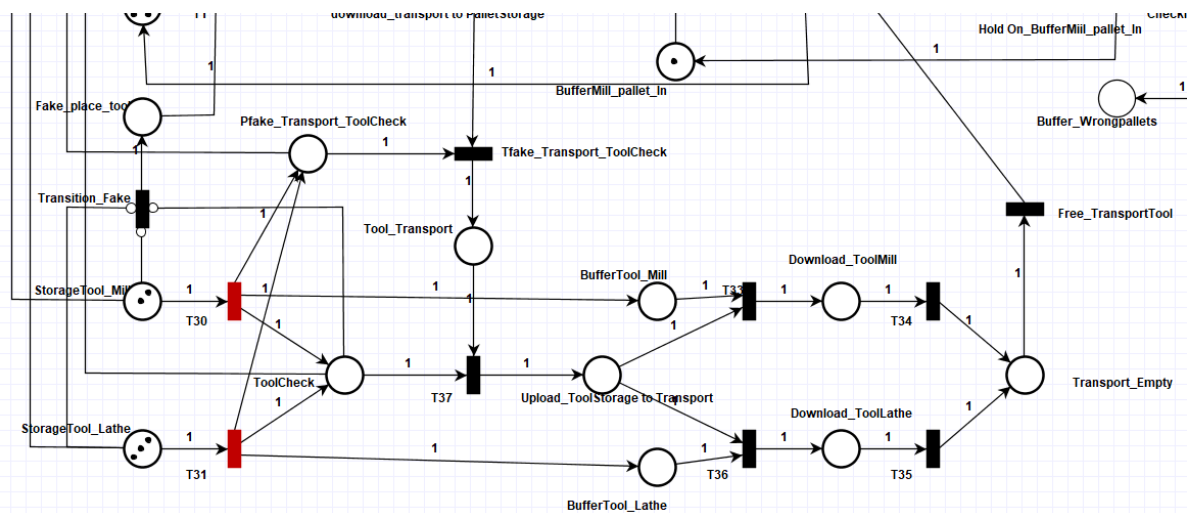 download_transport to PalletStorage
Hold On_BufferMiil_pallet_In
1
1
1
BufferMill_pallet_In
1
Fake_place_tool
Pfake_Transport_ToolCheck
Buffer_Wrongpallets
1
1
Tfake_Transport_ToolCheck
1
Transition_Fake
1
Free_TransportTool
Tool_Transport
Download_ToolMill
BufferTool_Mill
1
StorageTool_Mill
1
1
1
1
1
T33
1
1
T30
1
1
T34
1
ToolCheck
1
1
T37
Upload_ToolStorage to Transport
Transport_Empty
1
1
Download_ToolLathe
1
StorageTool_Lathe
1
1
1
1
1
T31
T36
T35
BufferTool_Lathe